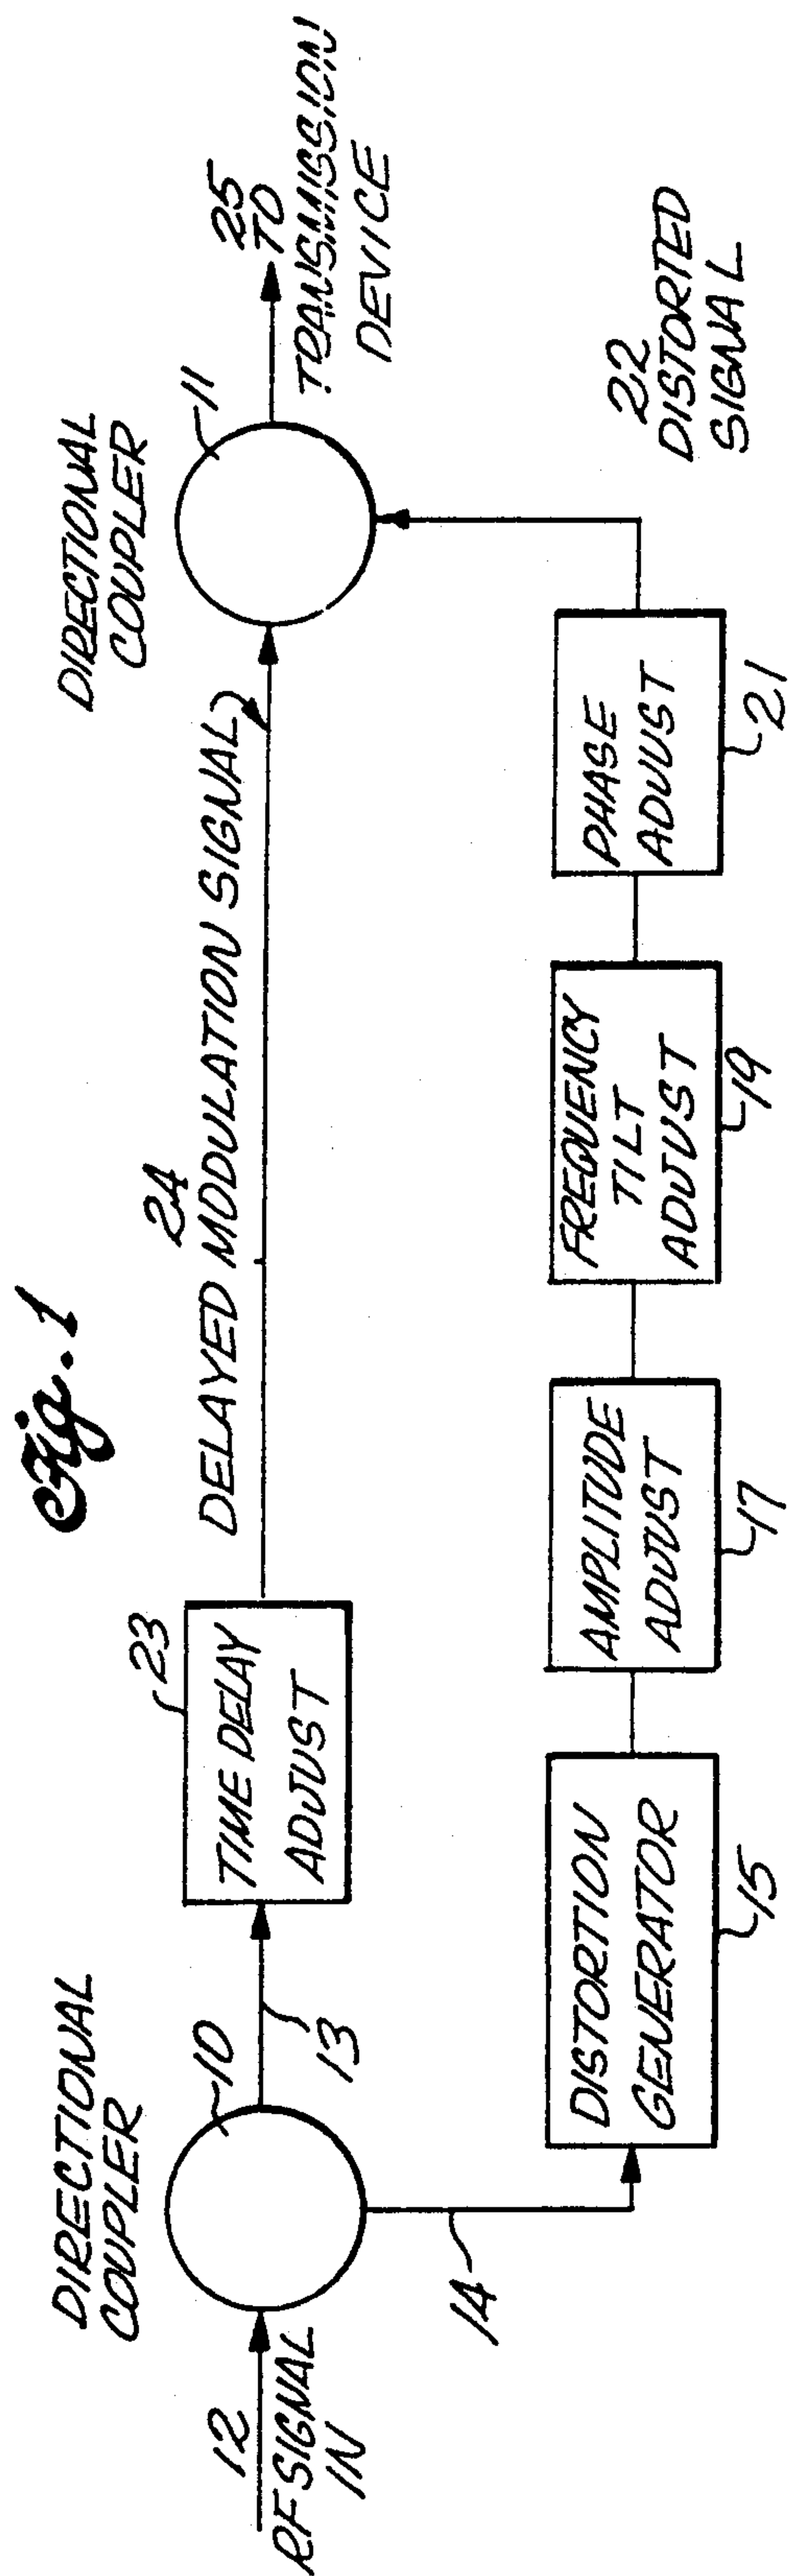 Fig. 1
DIRECTIONAL
COUPLER
10
12
RF SIGNAL
IN
13
14
23
TIME DELAY
ADJUST
24
DELAYED MODULATION SIGNAL
DIRECTIONAL
COUPLER
11
25
TO
TRANSMISSION
DEVICE
DISTORTION
GENERATOR
15
AMPLITUDE
ADJUST
17
FREQUENCY
TILT
ADJUST
19
PHASE
ADJUST
21
22
DISTORTED
SIGNAL